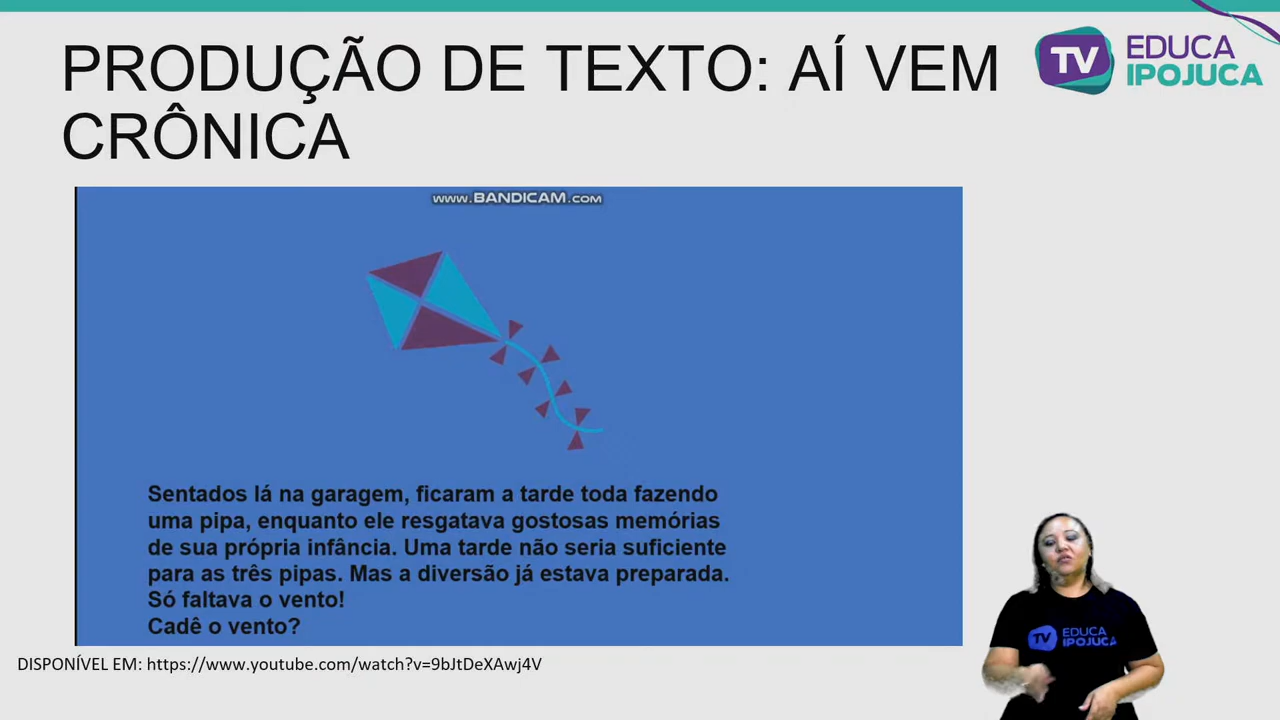 PRODUÇÃO DE TEXTO: AÍ VEM
CRÔNICA
TV
EDUCA
IPOJUCA
www.BANDICAM.com
Sentados lá na garagem, ficaram a tarde toda fazendo
uma pipa, enquanto ele resgatava gostosas memórias
de sua própria infância. Uma tarde não seria suficiente
para as três pipas. Mas a diversão já estava preparada.
Só faltava o vento!
Cadê o vento?
DISPONÍVEL EM: https://www.youtube.com/watch?v=9bJtDeXAwj4V
TV
EDUCA
IPOJUCA